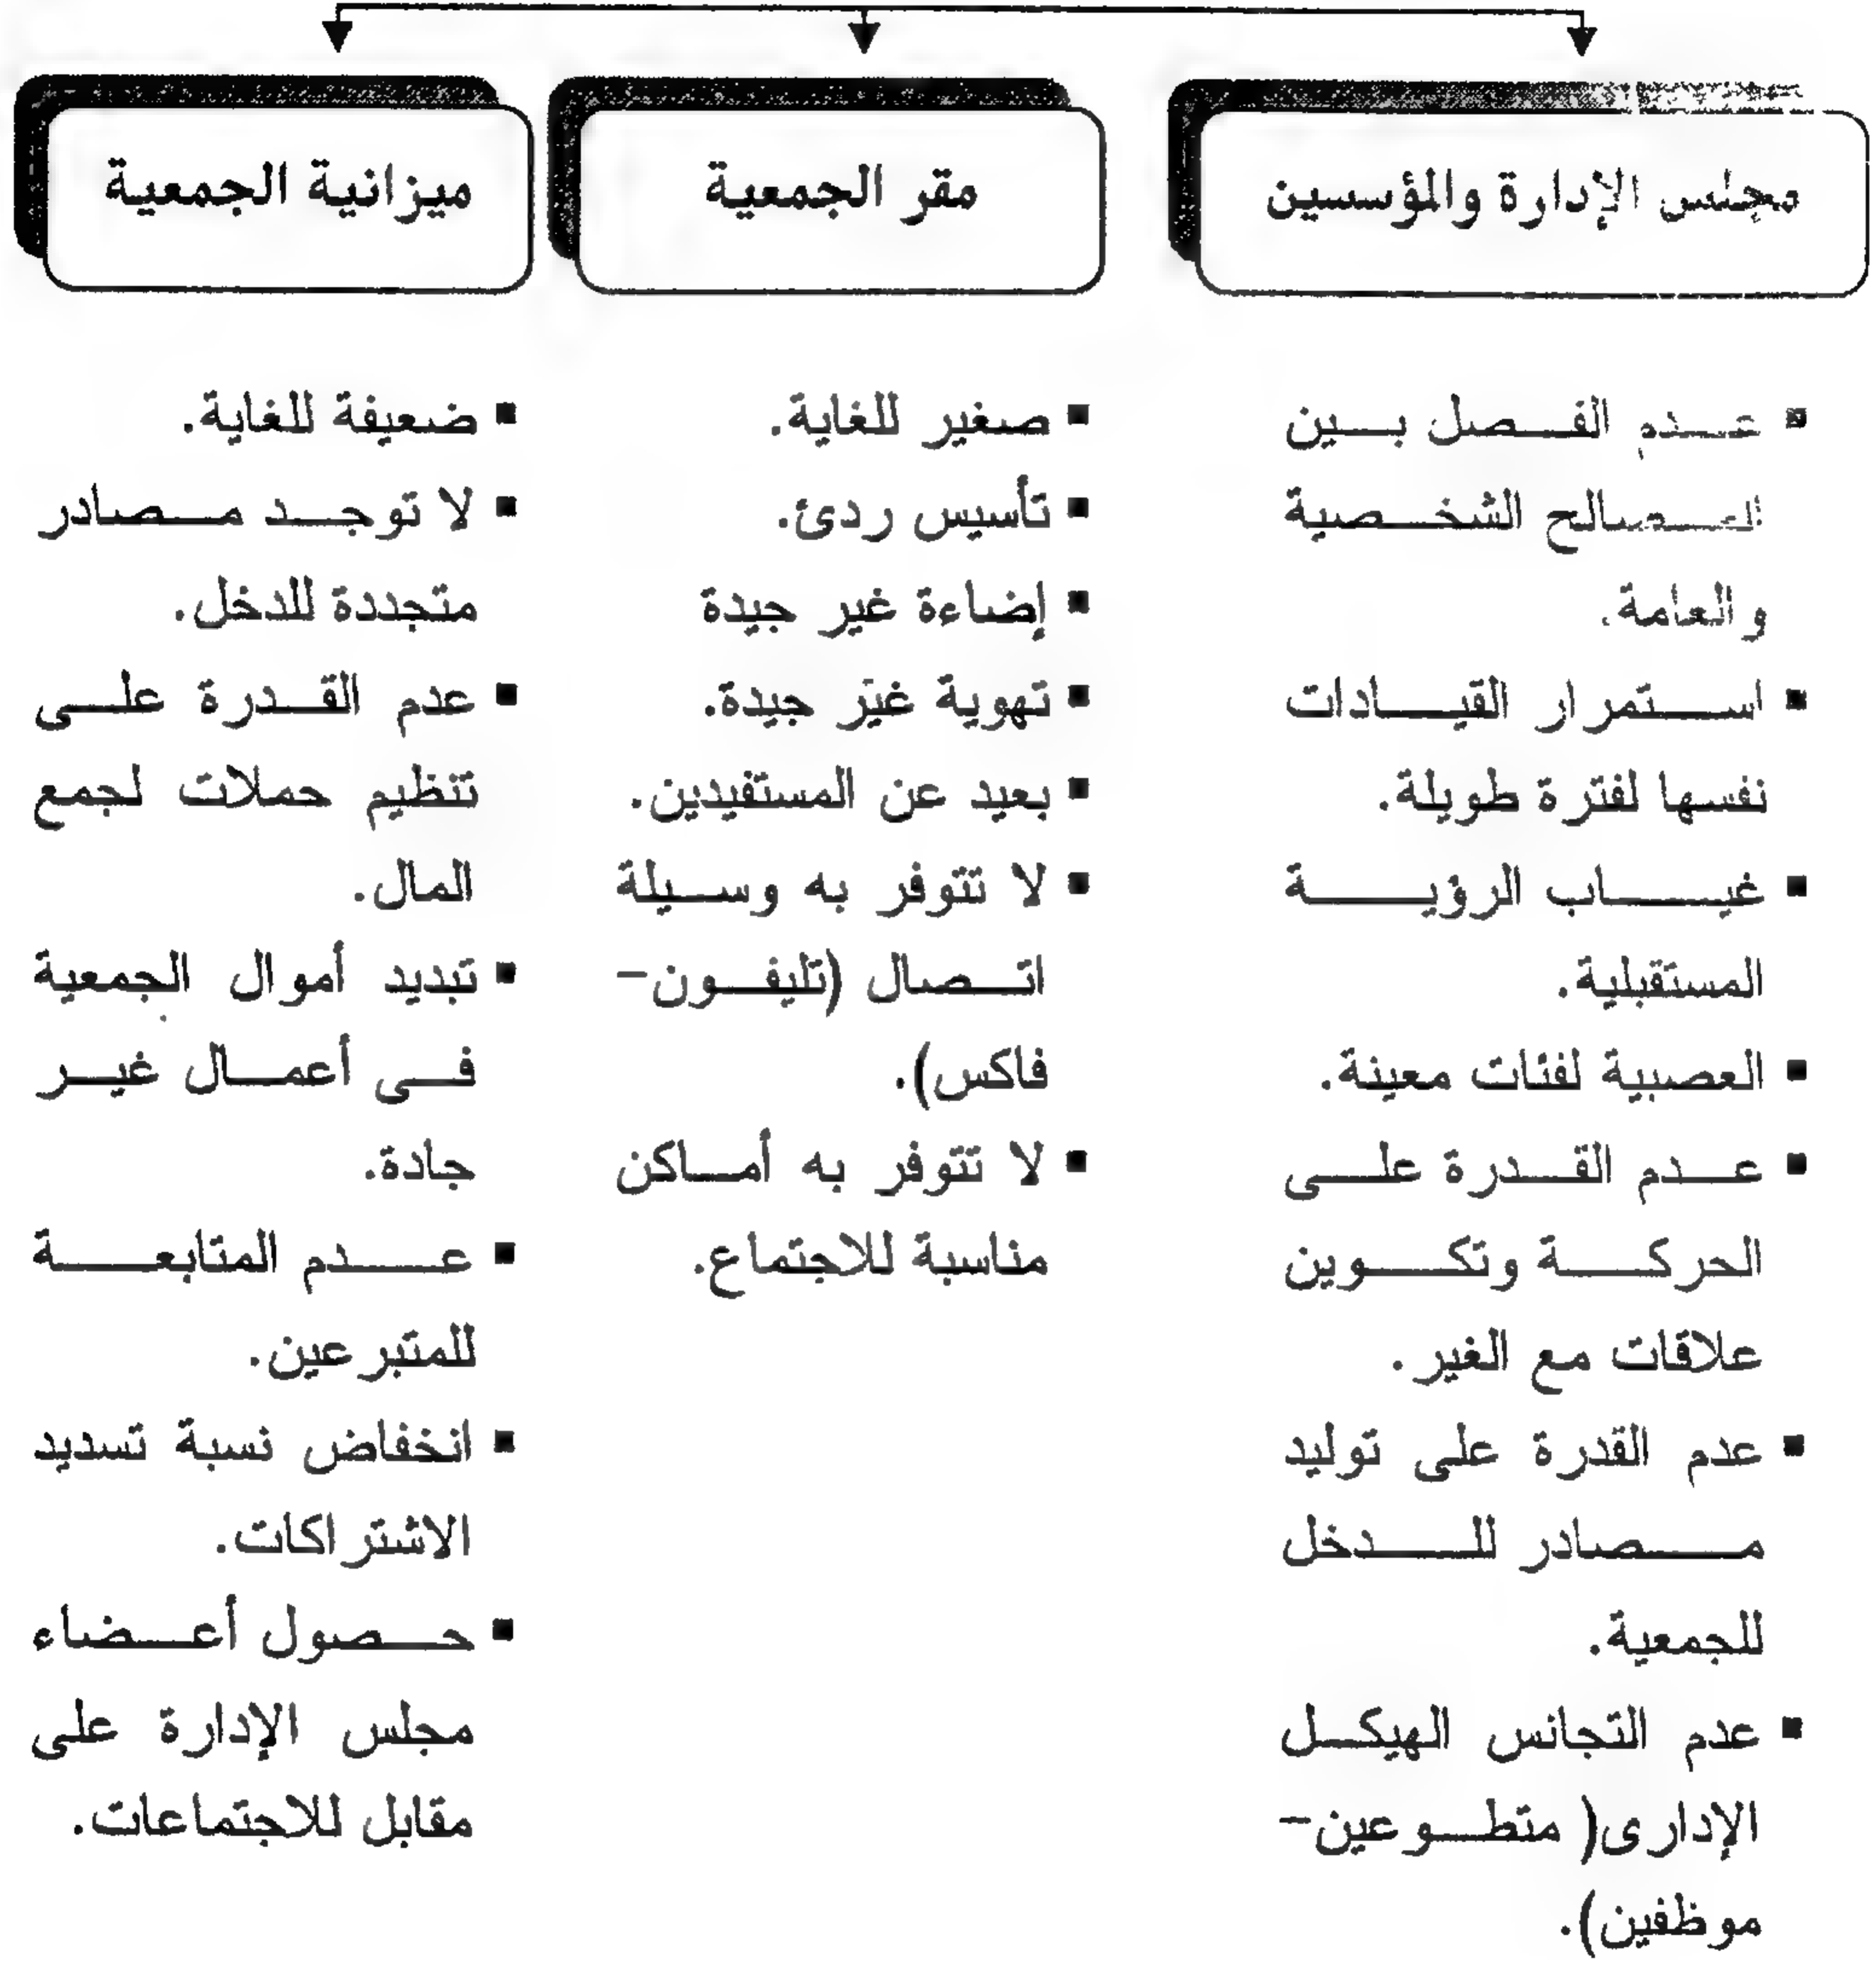 مجلس الإدارة والمؤسسين
عدم الفصل بين
المصالح الشخصية
والعامة.
استمرار القيادات
نفسها لفترة طويلة.
غياب الرؤية
المستقبلية.
العصبية لفئات معينة.
عدم القدرة على
الحركة وتكوين
علاقات مع الغير.
عدم القدرة على توليد
مصادر للدخل
للجمعية.
عدم التجانس الهيكل
الإدارى( متطوعين-
موظفين).
مقر الجمعية
صغير للغاية.
تأسيس ردئ.
إضاءة غير جيدة
تهوية غير جيدة.
بعيد عن المستفيدين.
لا تتوفر به وسيلة
اتصال (تليفون-
فاكس).
لا تتوفر به أماكن
مناسبة للاجتماع.
ميزانية الجمعية
ضعيفة للغاية.
لا توجد مصادر
متجددة للدخل.
عدم القدرة على
تنظيم حملات لجمع
المال.
تبديد أموال الجمعية
فى أعمال غير
جادة.
عدم المتابعة
للمتبرعين.
انخفاض نسبة تسديد
الاشتراكات.
حصول أعضاء
مجلس الإدارة على
مقابل للاجتماعات.